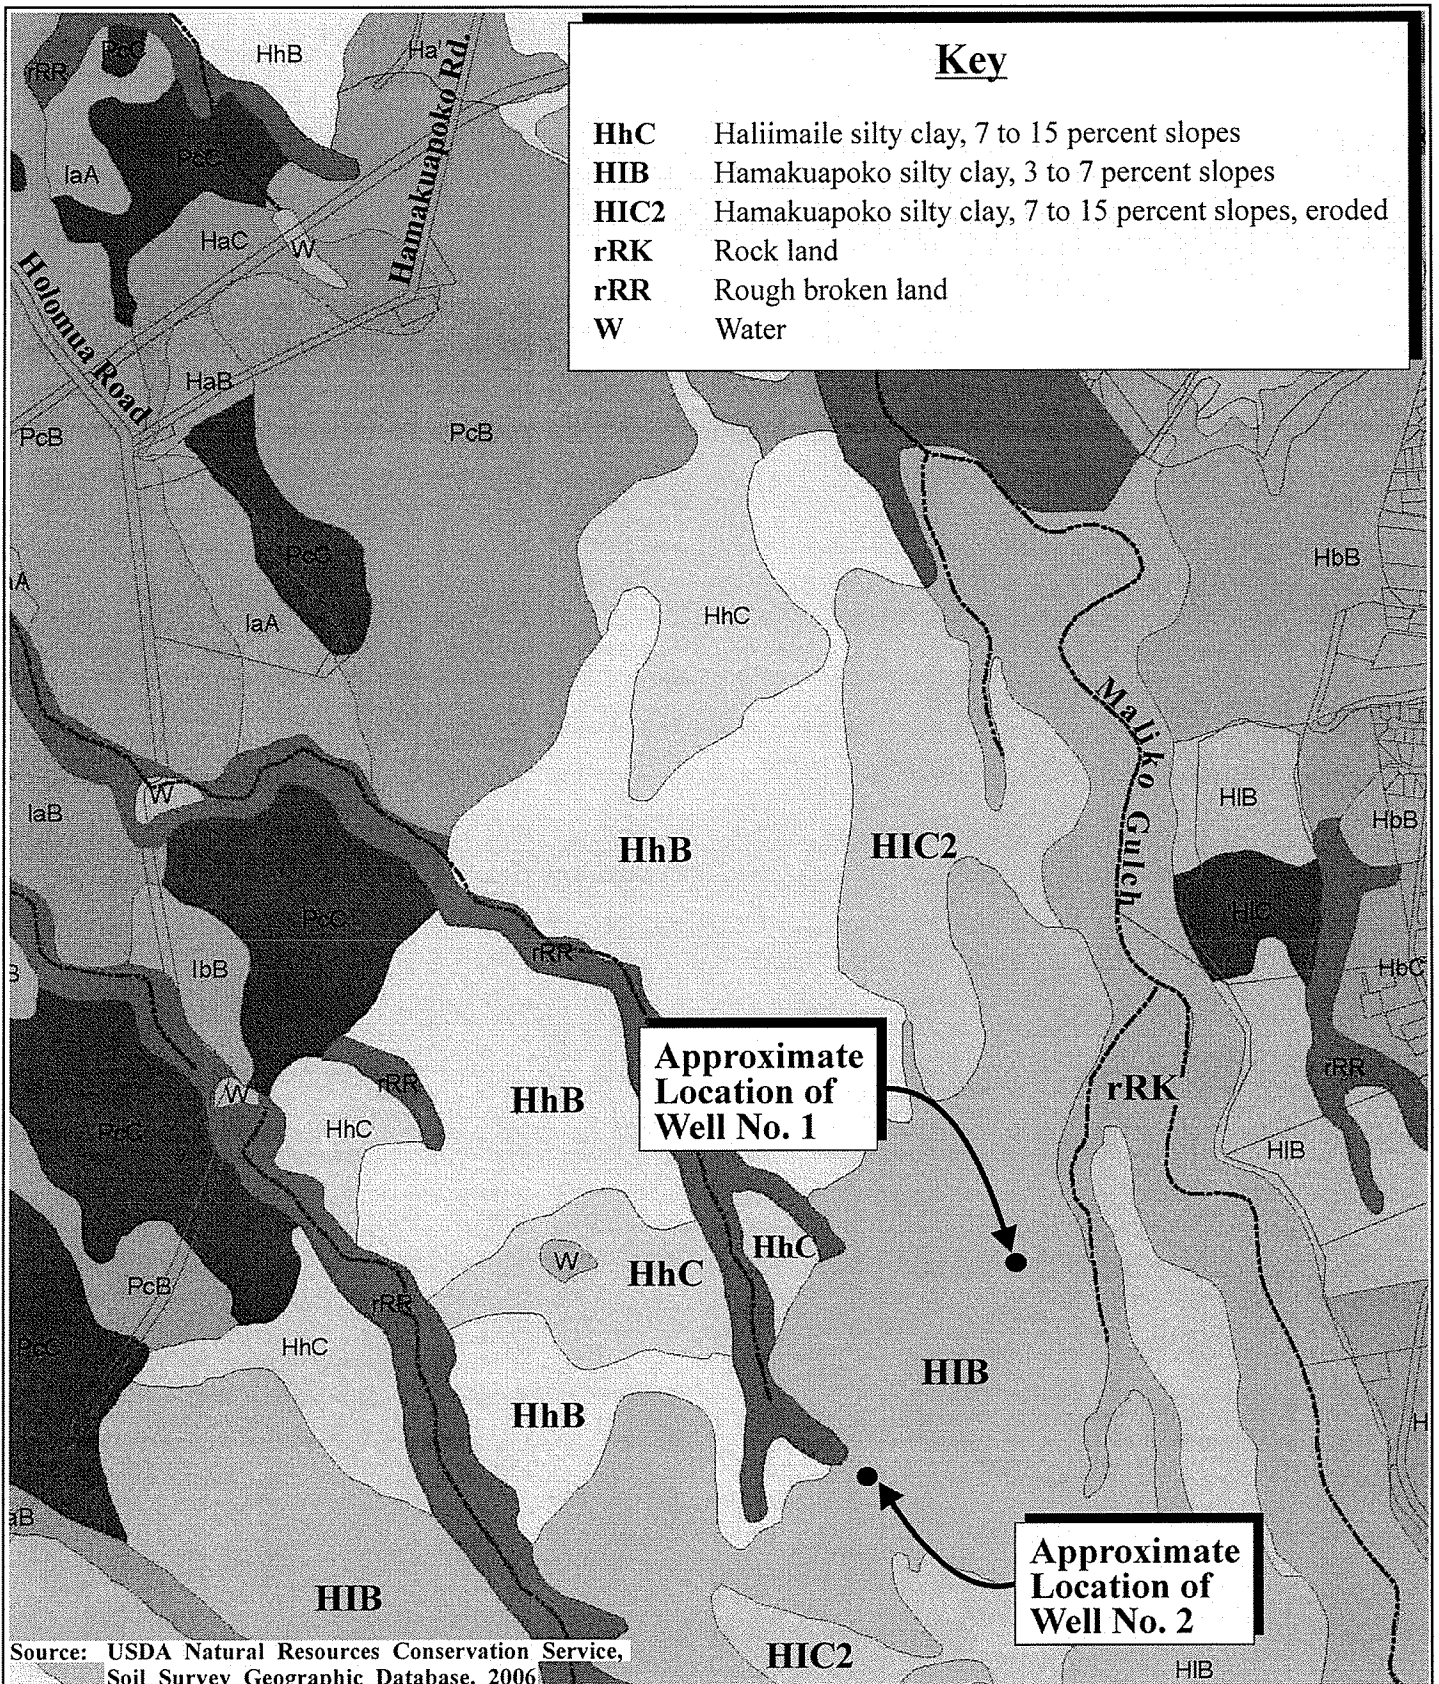 Key
HhC Haliimaile silty clay, 7 to 15 percent slopes
HIB Hamakuapoko silty clay, 3 to 7 percent slopes
HIC2 Hamakuapoko silty clay, 7 to 15 percent slopes, eroded
rRK Rock land
rRR Rough broken land
W Water
PcC
HhB
Ha
rRR
Hamakuapoko Rd.
PcC
IaA
HaC
W
Holomua Road
HaB
PcB
PcB
PcC
HbB
IaA
HhC
IaA
Maliko Gulch
W
HIB
IaB
HhB
HIC2
HbB
PcC
HIC
rRR
IbB
HbC
B
Approximate
Location of
Well No. 1
rRR
rRK
rRR
W
HhB
PcC
HhC
HIB
HhC
W
HhC
PcB
rRR
PcC
HhC
HIB
HhB
H
aB
Approximate
Location of
Well No. 2
HIB
HIC2
HIB
Source: USDA Natural Resources Conservation Service,
Soil Survey Geographic Database, 2006